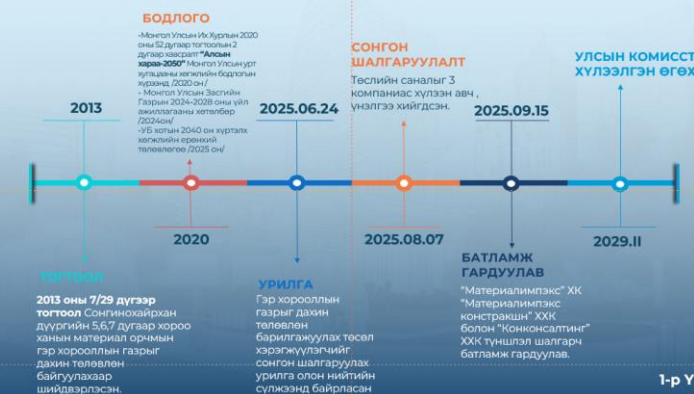 БОДЛОГО
-Монгол Улсын Их Хурлын 2020
оны 52 дугаар тогтоолын 2
дугаар хавсралт "Алсын
хараа-2050" Монгол Улсын урт
хугацааны хөгжлийн бодлогын
хүрээнд /2020 он/
- Монгол Улсын Засгийн
Газрын 2024-2028 оны үйл
ажиллагааны хөтөлбөр
/2024он/
-УБ хотын 2040 он хүртэлх
хөгжлийн ерөнхий
төлөвлөгөө /2025 он/
СОНГОН
ШАЛГАРУУЛАЛТ
Төслийн саналыг 3
компаниас хүлээн авч ,
үнэлгээ хийгдсэн.
УЛСЫН КОМИССТ
ХҮЛЭЭЛГЭН ӨГӨХ
2013
2025.06.24
2025.09.15
2020
2025.08.07
2029.II
ТОГТООЛ
2013 оны 7/29 дүгээр
тогтоол Сонгинохайрхан
дүүргийн 5,6,7 дугаар хороо
ханын материал орчмын
гэр хорооллын газрыг
дахин төлөвлөн
байгуулахаар
шийдвэрлэсэн.
УРИЛГА
Гэр хорооллын
газрыг дахин
төлөвлөн
барилгажуулах төсөл
хэрэгжүүлэгчийг
сонгон шалгаруулах
урилга олон нийтийн
сүлжээнд байрласан
БАТЛАМЖ
ГАРДУУЛАВ
"Материалимпэкс" ХК
"Материалимпэкс
констракшн" ХХК
болон "Конконсалтинг"
ХХК түншлэл шалгарч
батламж гардуулав.
1-р Ү